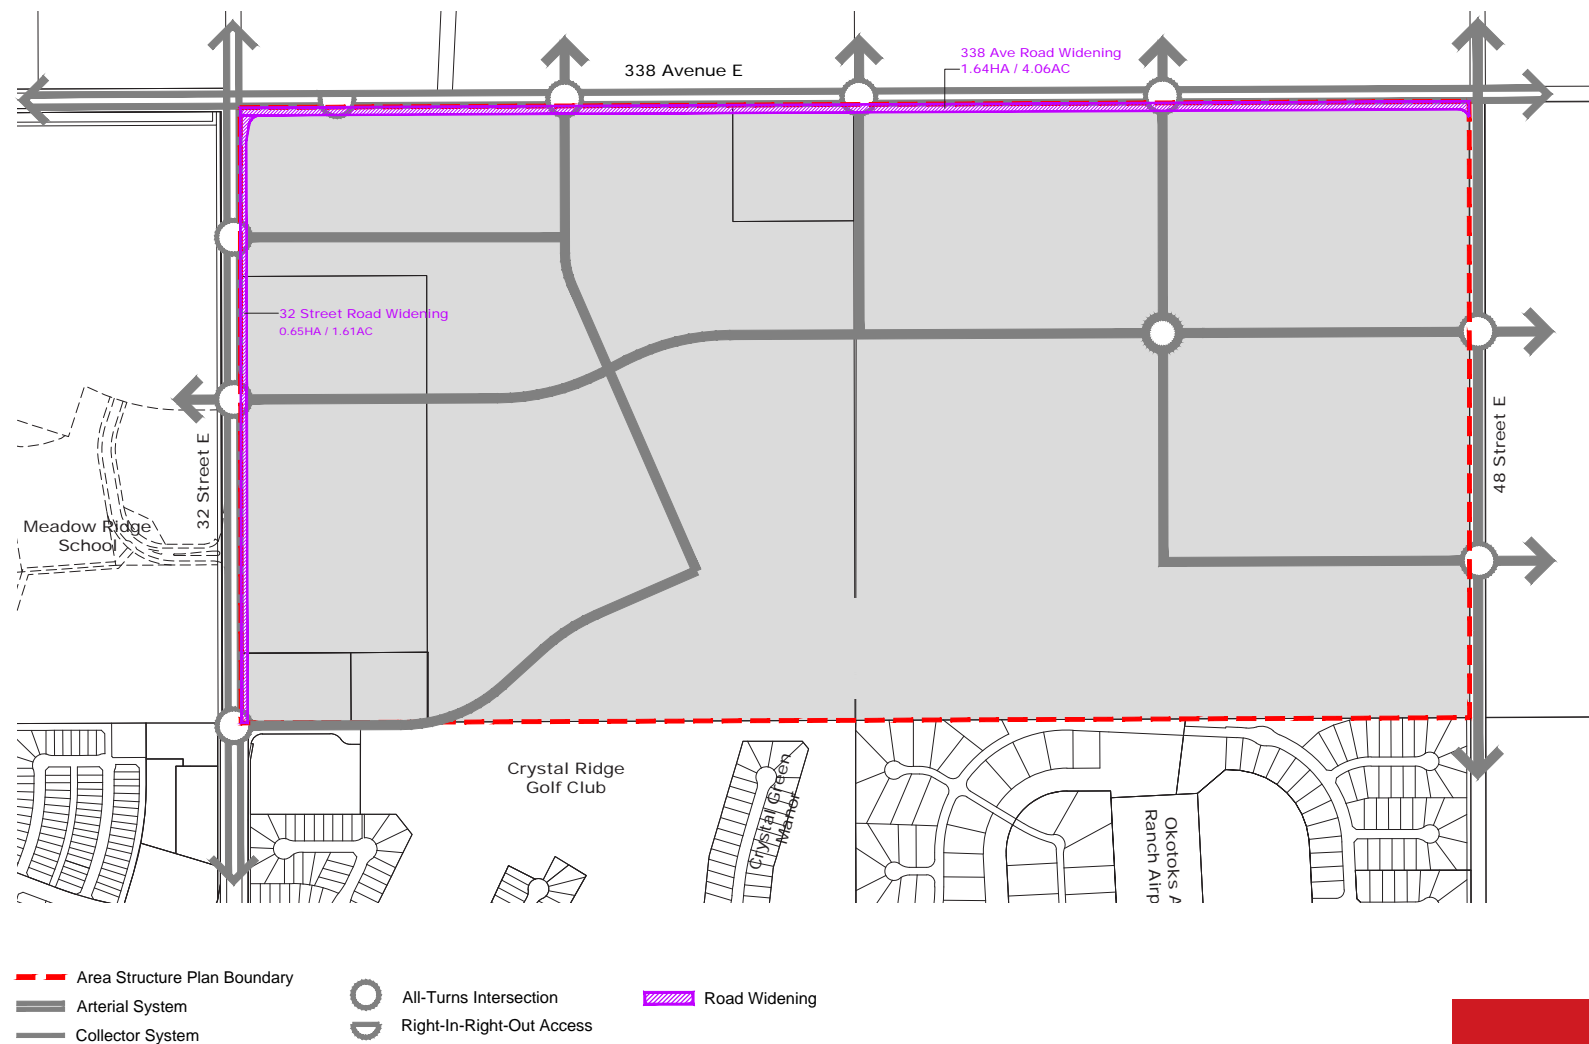 338 Avenue E
338 Ave Road Widening
1.64HA / 4.06AC
32 Street Road Widening
0.65HA / 1.61AC
32 Street E
48 Street E
Meadow Ridge
School
Crystal Ridge
Golf Club
Crystal Green
Manor
Okotoks A
Ranch Airp
Area Structure Plan Boundary
Arterial System
Collector System
All-Turns Intersection
Right-In-Right-Out Access
Road Widening